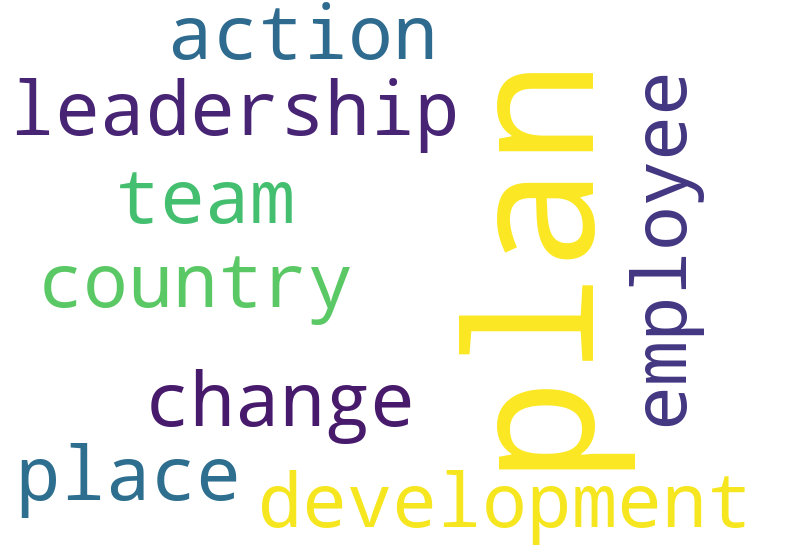 action
leadership
team
country
change
place
development
plan
employee